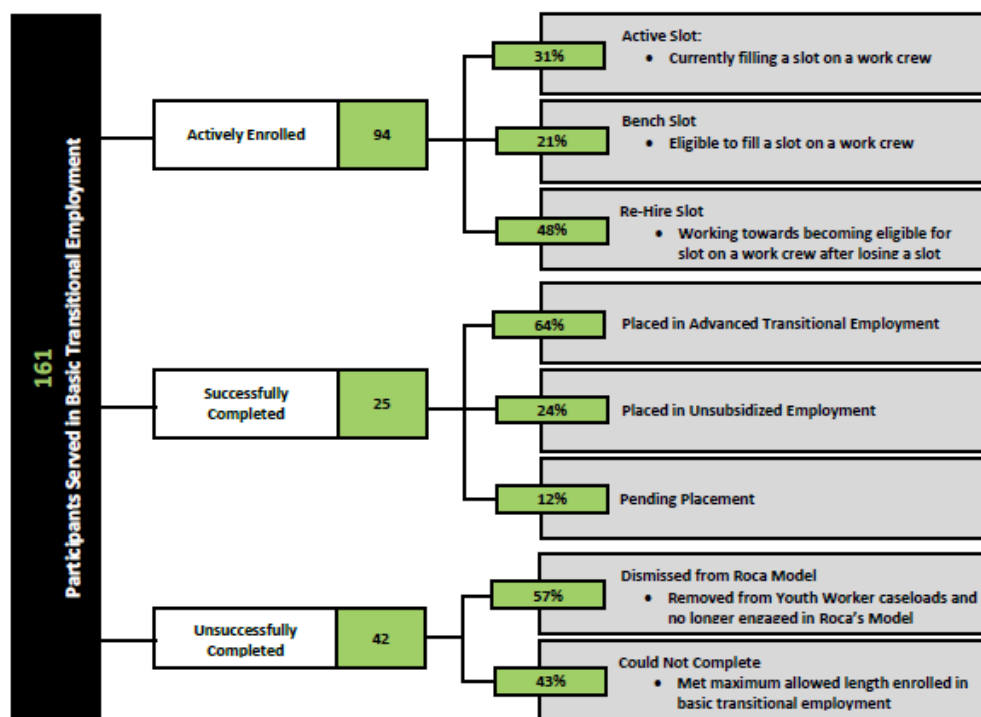 161
Participants Served in Basic Transitional Employment
Actively Enrolled
94
31%
Active Slot:
• Currently filling a slot on a work crew
21%
Bench Slot
• Eligible to fill a slot on a work crew
48%
Re-Hire Slot
• Working towards becoming eligible for
slot on a work crew after losing a slot
Successfully
Completed
25
64%
Placed in Advanced Transitional Employment
24%
Placed in Unsubsidized Employment
12%
Pending Placement
Unsuccessfully
Completed
42
57%
Dismissed from Roca Model
• Removed from Youth Worker caseloads and
no longer engaged in Roca's Model
43%
Could Not Complete
• Met maximum allowed length enrolled in
basic transitional employment